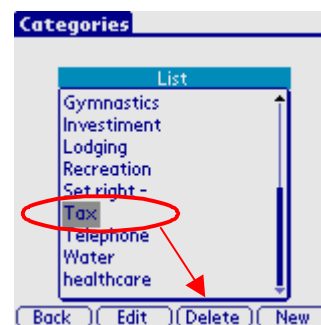 Categories
List
Gymnastics
Investiment
Lodging
Recreation
Set right -
Tax
Telephone
Water
healthcare
Back Edit Delete New